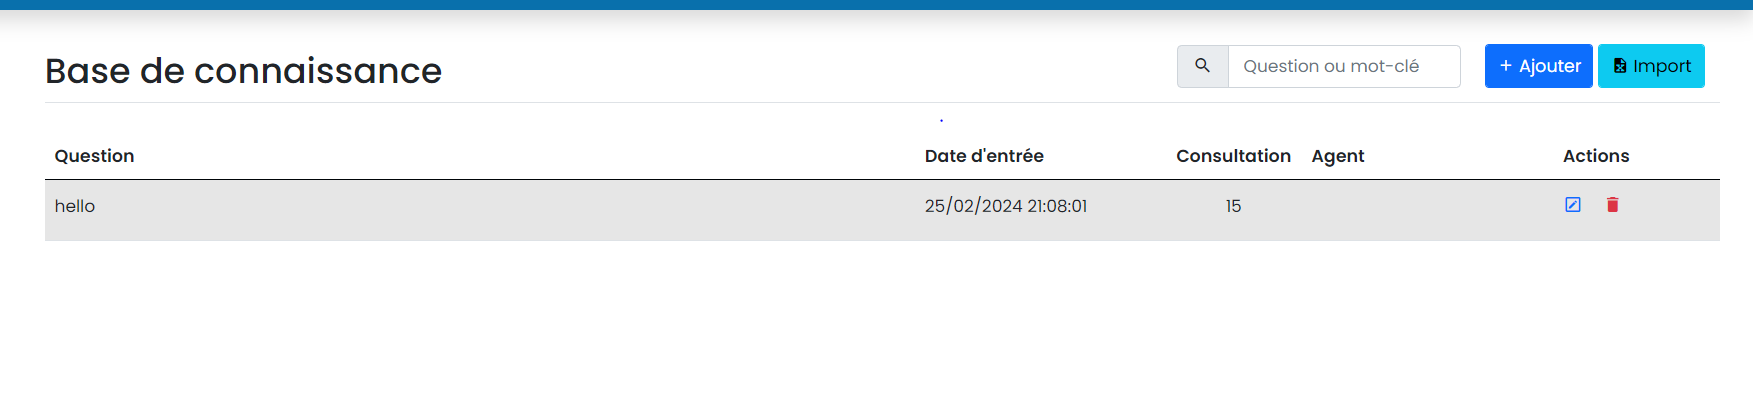 Base de connaissance
Question ou mot-clé
+ Ajouter
Import
Question Date d'entrée Consultation Agent Actions
hello 25/02/2024 21:08:01 15